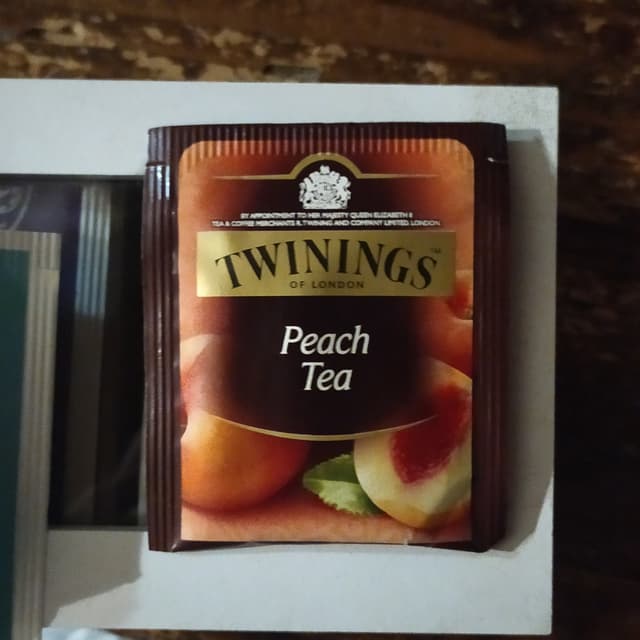 BY APPOINTMENT TO HER MAJESTY QUEEN ELIZABETH II
TEA & COFFEE MERCHANTS R. TWINING AND COMPANY LIMITED, LONDON
TWININGS™
OF LONDON
Peach
Tea